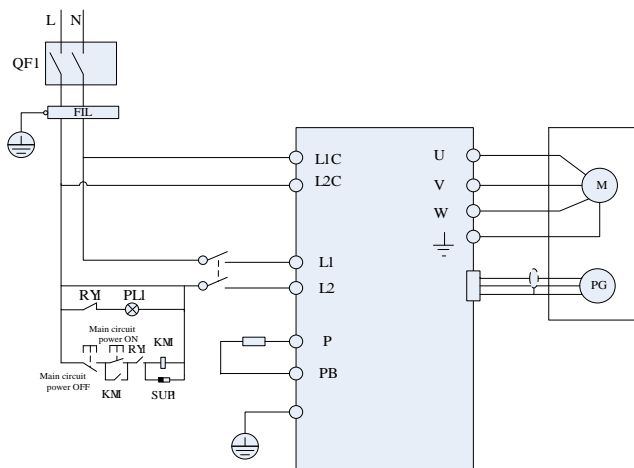 L N
QF1
FIL
L1C
L2C
U
V
W
M
L1
L2
PG
RY1 PL1
Main circuit
power ON
RY1 KM1
P
Main circuit
power OFF
KM1 SUP1
PB